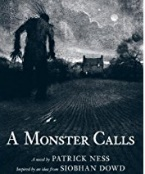 A MONSTER CALLS
A novel by PATRICK NESS
Inspired by an idea from SIOBHAN DOWD